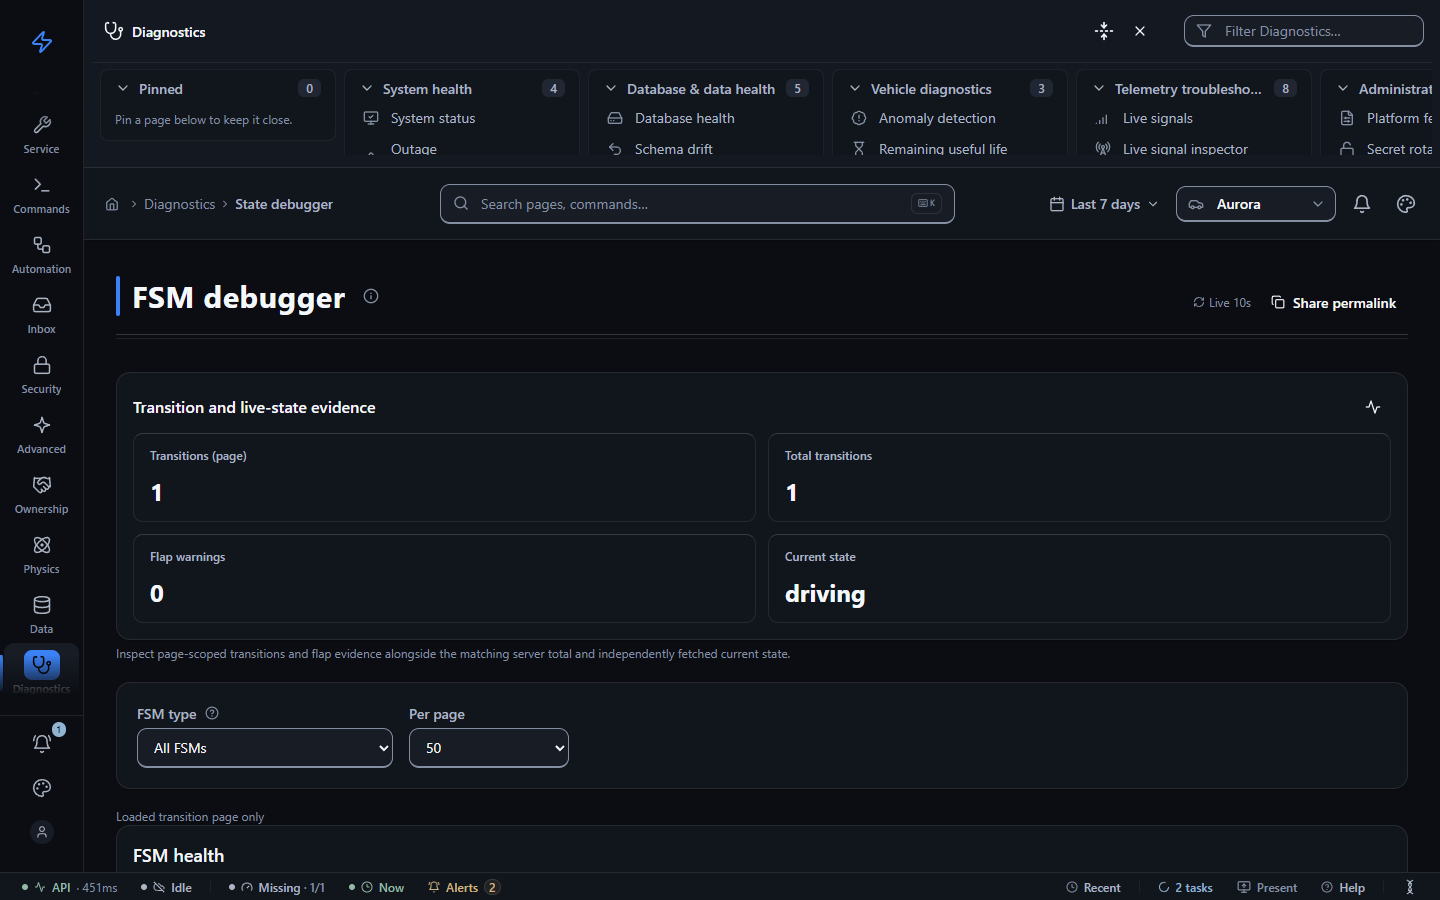 Diagnostics
Filter Diagnostics...
Pinned 0
Pin a page below to keep it close.
System health 4
System status
Outage
Database & data health 5
Database health
Schema drift
Vehicle diagnostics 3
Anomaly detection
Remaining useful life
Telemetry troublesho... 8
Live signals
Live signal inspector
Administrat
Platform fe
Secret rota
Service
Commands
Automation
Inbox
Security
Advanced
Ownership
Physics
Data
Diagnostics
1
Diagnostics State debugger
Search pages, commands... K
Last 7 days
Aurora
FSM debugger
Live 10s
Share permalink
Transition and live-state evidence
Transitions (page)
1
Total transitions
1
Flap warnings
0
Current state
driving
Inspect page-scoped transitions and flap evidence alongside the matching server total and independently fetched current state.
FSM type
All FSMs
Per page
50
Loaded transition page only
FSM health
API · 451ms
Idle
Missing · 1/1
Now
Alerts 2
Recent
2 tasks
Present
Help